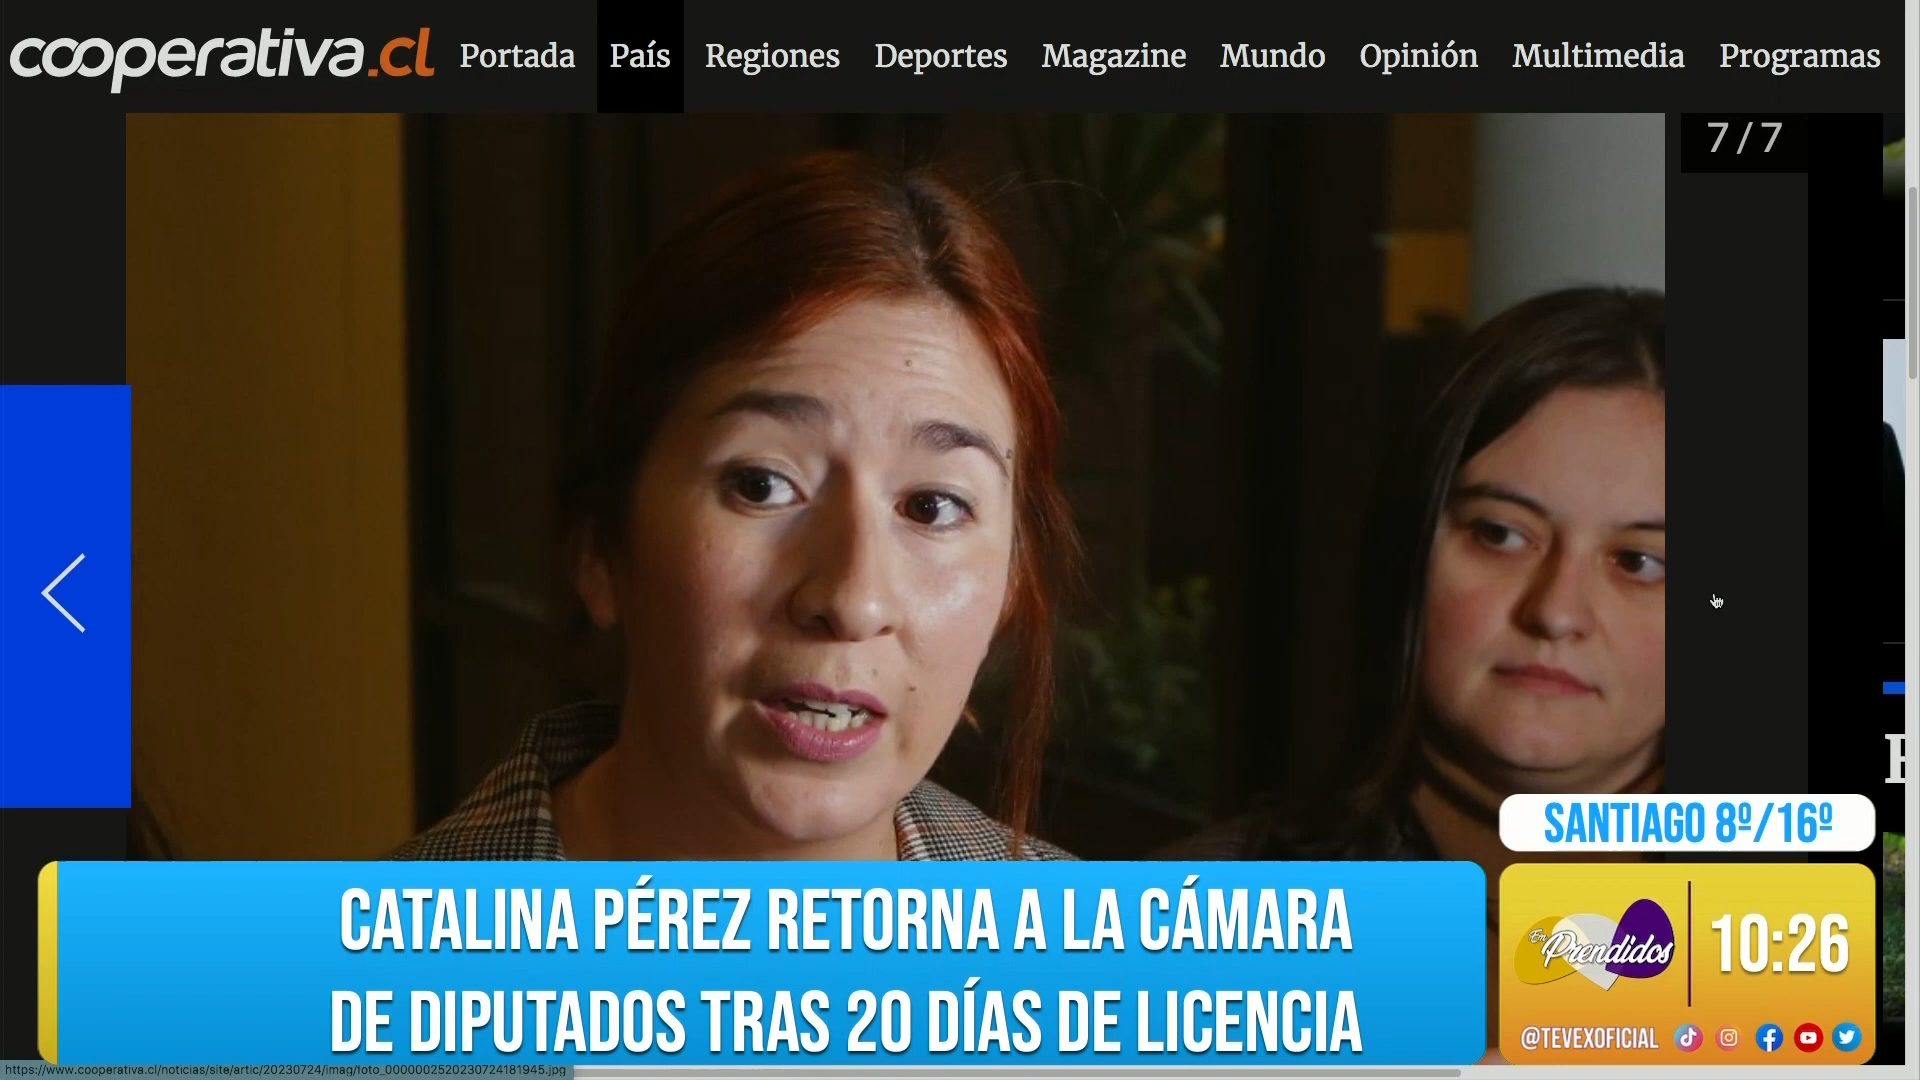 cooperativa.cl Portada País Regiones Deportes Magazine Mundo Opinión Multimedia Programas
7/7
SANTIAGO 8º/16º
CATALINA PÉREZ RETORNA A LA CÁMARA
DE DIPUTADOS TRAS 20 DÍAS DE LICENCIA
Em Prendidos
10:26
@TEVEXOFICIAL
https://www.cooperativa.cl/noticias/site/artic/20230724/imag/foto_0000002520230724181945.jpg